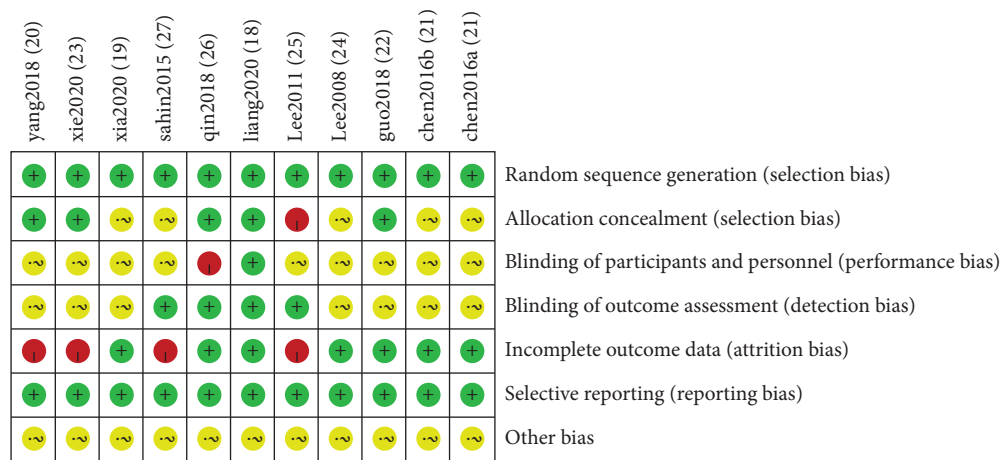 yang2018 (20)
xie2020 (23)
xia2020 (19)
sahin2015 (27)
qin2018 (26)
liang2020 (18)
Lee2011 (25)
Lee2008 (24)
guo2018 (22)
chen2016b (21)
chen2016a (21)
+ + + + + + + + + + + Random sequence generation (selection bias)
+ + ? ? + + – ? + ? ? Allocation concealment (selection bias)
? ? ? ? – + ? ? ? ? ? Blinding of participants and personnel (performance bias)
? ? ? + + + + ? ? ? ? Blinding of outcome assessment (detection bias)
– – + – + + – + + + + Incomplete outcome data (attrition bias)
+ + + + + + + + + + + Selective reporting (reporting bias)
? ? ? ? ? ? ? ? ? ? ? Other bias